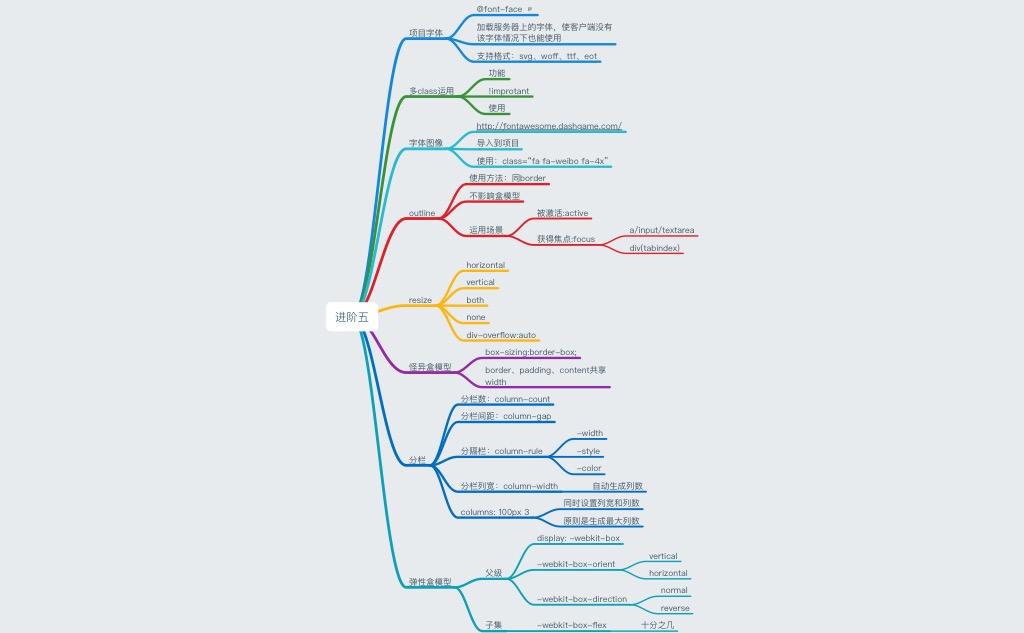 进阶五
项目字体
@font-face
加载服务器上的字体，使客户端没有
该字体情况下也能使用
支持格式：svg、woff、ttf、eot
多class运用
功能
!improtant
使用
字体图像
http://fontawesome.dashgame.com/
导入到项目
使用：class="fa fa-weibo fa-4x"
outline
使用方法：同border
不影响盒模型
运用场景
被激活:active
获得焦点:focus
a/input/textarea
div(tabindex)
resize
horizontal
vertical
both
none
div-overflow:auto
怪异盒模型
box-sizing:border-box;
border、padding、content共享
width
分栏
分栏数：column-count
分栏间距：column-gap
分隔栏：column-rule
-width
-style
-color
分栏列宽：column-width
自动生成列数
columns: 100px 3
同时设置列宽和列数
原则是生成最大列数
弹性盒模型
父级
display: -webkit-box
-webkit-box-orient
vertical
horizontal
-webkit-box-direction
normal
reverse
子集
-webkit-box-flex
十分之几